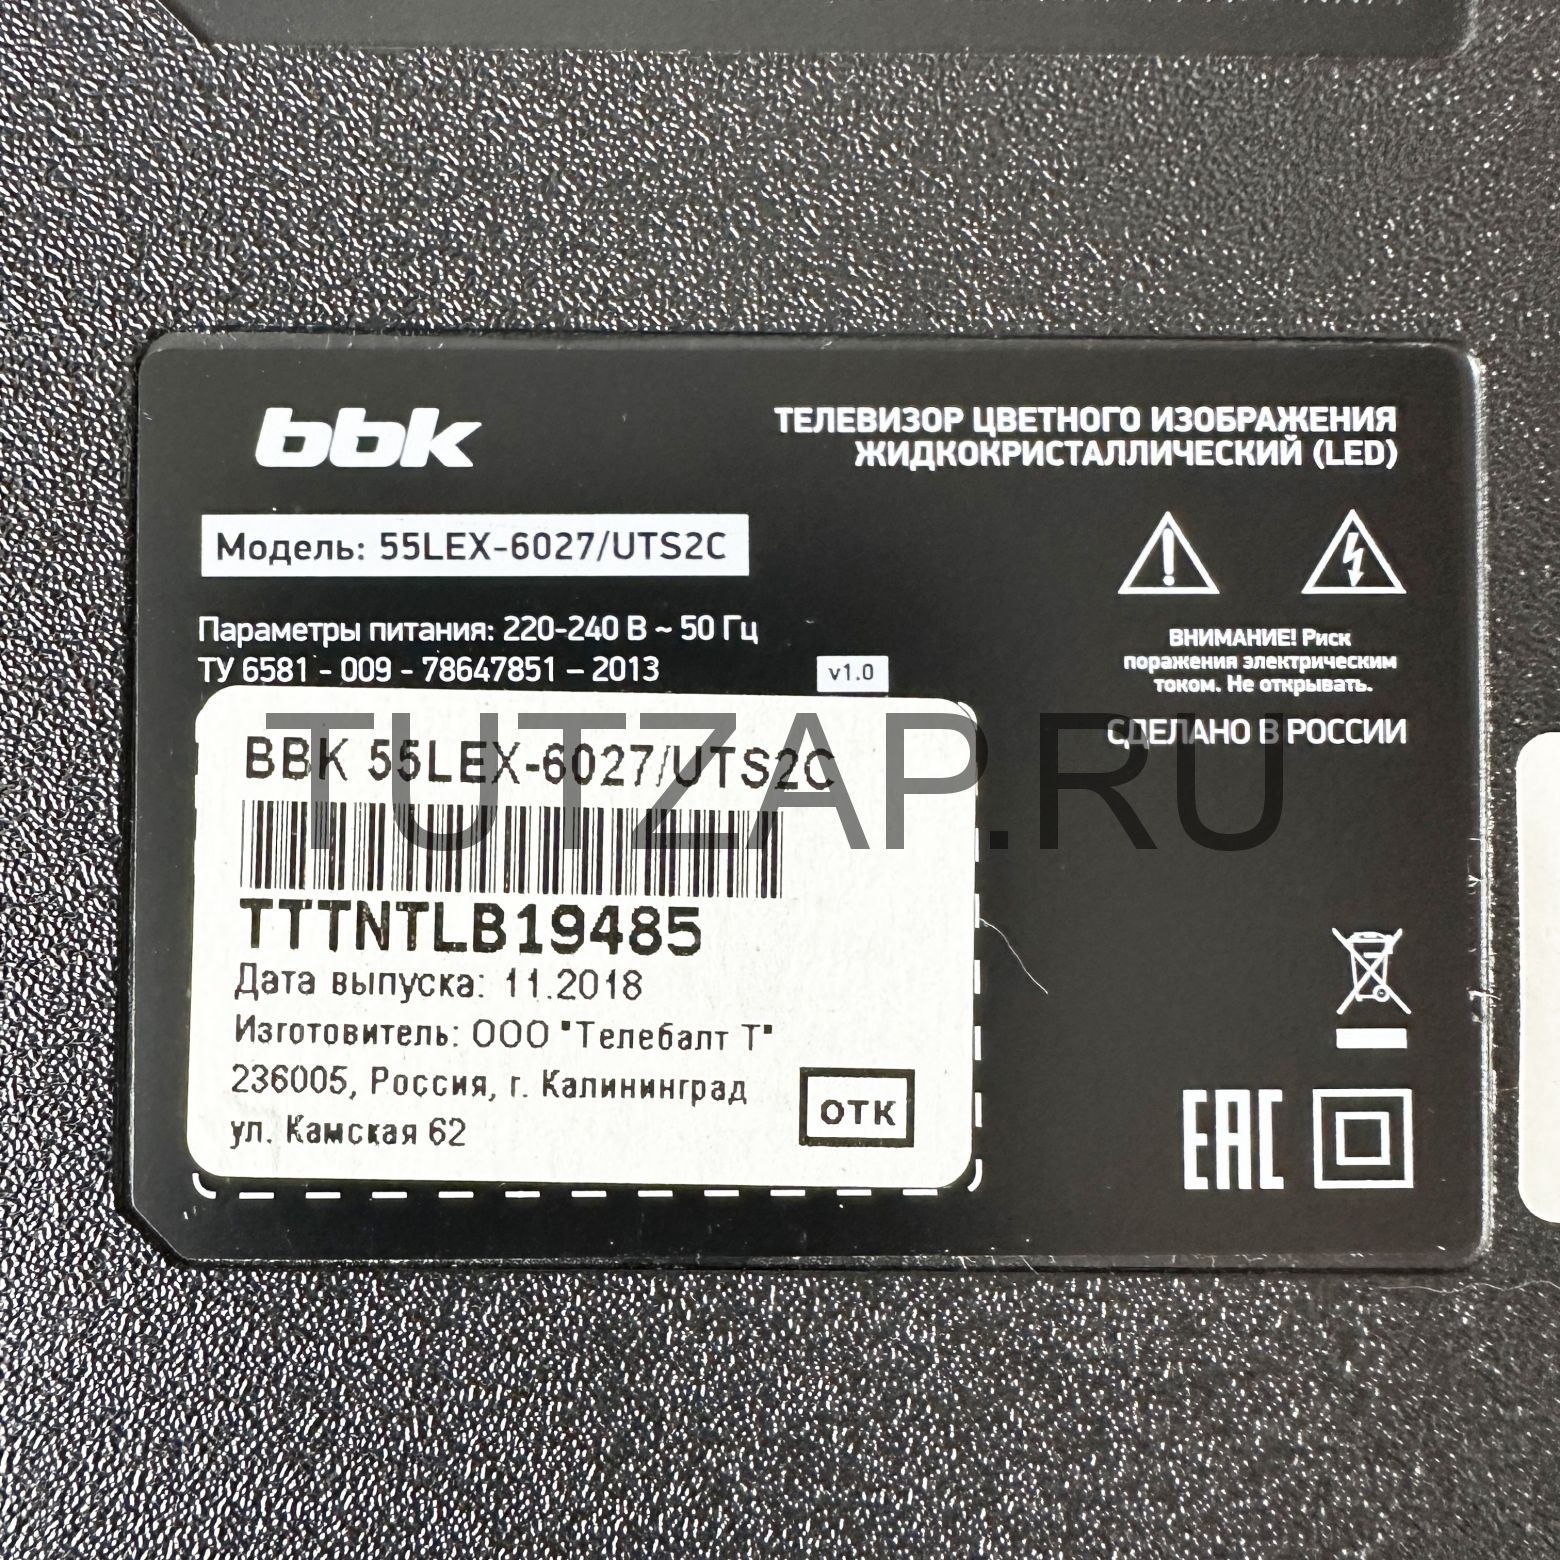 bbk
ТЕЛЕВИЗОР ЦВЕТНОГО ИЗОБРАЖЕНИЯ
ЖИДКОКРИСТАЛЛИЧЕСКИЙ (LED)
Модель: 55LEX-6027/UTS2C
Параметры питания: 220-240 В ~ 50 Гц
ТУ 6581 - 009 - 78647851 – 2013
v1.0
ВНИМАНИЕ! Риск
поражения электрическим
током. Не открывать.
СДЕЛАНО В РОССИИ
BBK 55LEX-6027/UTS2C
TUTZAP.RU
TTTNTLB19485
Дата выпуска: 11.2018
Изготовитель: ООО "Телебалт Т"
236005, Россия, г. Калининград
ул. Камская 62
ОТК
EAC